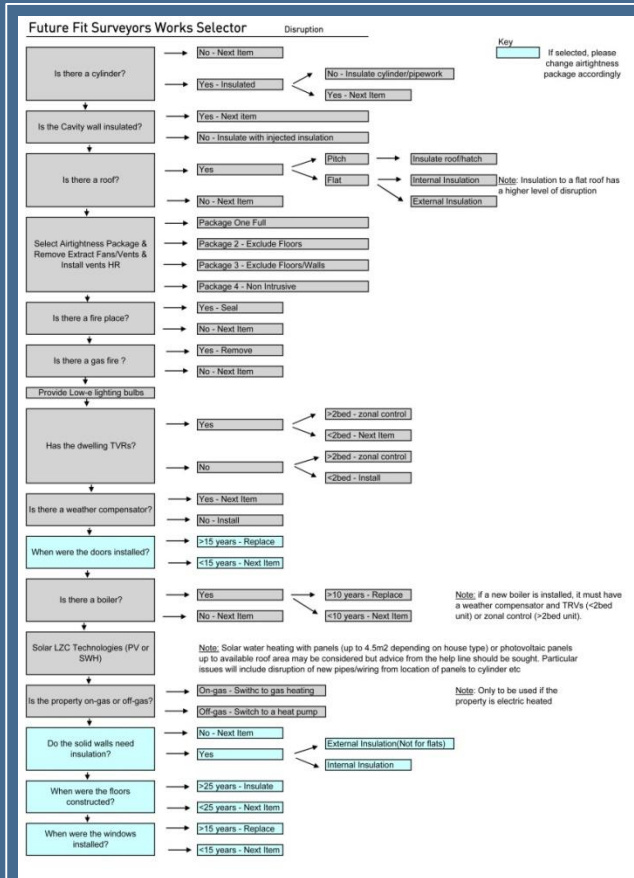 Future Fit Surveyors Works Selector
Disruption
Key
If selected, please
change airtightness
package accordingly
Is there a cylinder?
No - Next Item
Yes - Insulated
No - Insulate cylinder/pipework
Yes - Next Item
Is the Cavity wall insulated?
Yes - Next item
No - Insulate with injected insulation
Is there a roof?
Yes
Pitch
Insulate roof/hatch
Flat
Internal Insulation
External Insulation
Note: Insulation to a flat roof has
a higher level of disruption
No - Next Item
Select Airtightness Package &
Remove Extract Fans/Vents &
Install vents HR
Package One Full
Package 2 - Exclude Floors
Package 3 - Exclude Floors/Walls
Package 4 - Non Intrusive
Is there a fire place?
Yes - Seal
No - Next Item
Is there a gas fire ?
Yes - Remove
No - Next Item
Provide Low-e lighting bulbs
Has the dwelling TVRs?
Yes
>2bed - zonal control
<2bed - Next Item
No
>2bed - zonal control
<2bed - Install
Is there a weather compensator?
Yes - Next Item
No - Install
When were the doors installed?
>15 years - Replace
<15 years - Next Item
Is there a boiler?
Yes
>10 years - Replace
<10 years - Next Item
No - Next Item
Note: if a new boiler is installed, it must have
a weather compensator and TRVs (<2bed
unit) or zonal control (>2bed unit).
Solar LZC Technologies (PV or
SWH)
Note: Solar water heating with panels (up to 4.5m2 depending on house type) or photovoltaic panels
up to available roof area may be considered but advice from the help line should be sought. Particular
issues will include disruption of new pipes/wiring from location of panels to cylinder etc
Is the property on-gas or off-gas?
On-gas - Swithc to gas heating
Off-gas - Switch to a heat pump
Note: Only to be used if the
property is electric heated
Do the solid walls need
insulation?
No - Next Item
Yes
External Insulation(Not for flats)
Internal Insulation
When were the floors
constructed?
>25 years - Insulate
<25 years - Next Item
When were the windows
installed?
>15 years - Replace
<15 years - Next Item